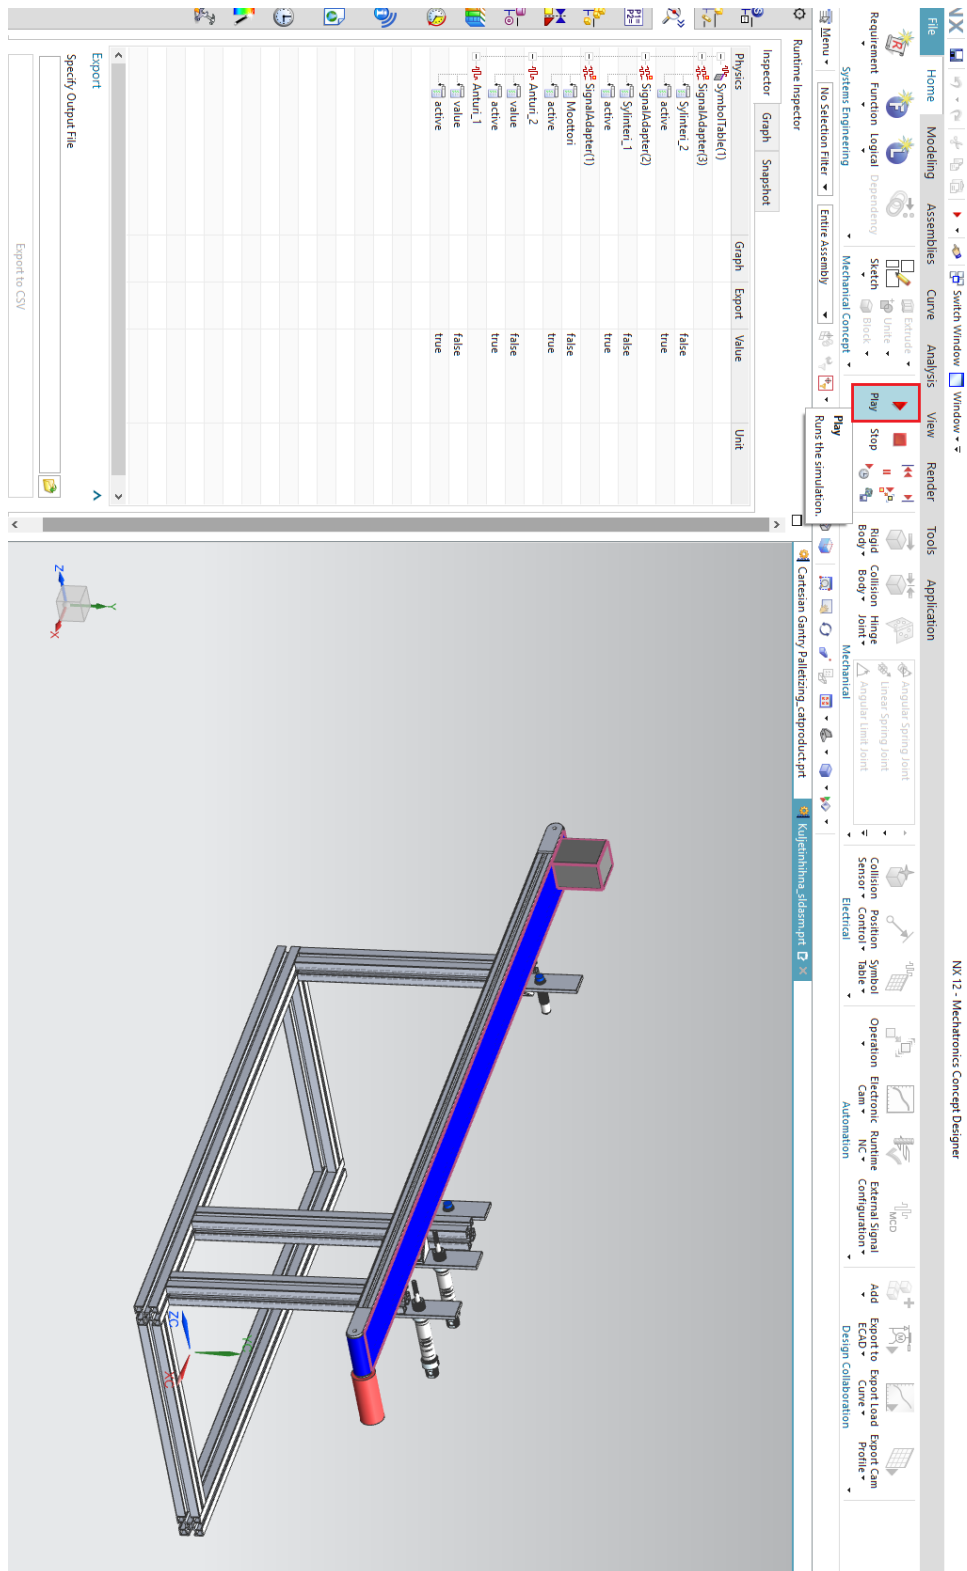 NX
Switch Window Window
NX 12 - Mechatronics Concept Designer
File Home Modeling Assemblies Curve Analysis View Render Tools Application
Requirement Function Logical Dependency
Systems Engineering
Sketch
Extrude
Unite
Block
Mechanical Concept
Play Stop
Rigid Body
Collision Body
Hinge Joint
Angular Spring Joint
Linear Spring Joint
Angular Limit Joint
Mechanical
Collision Sensor
Position Control
Symbol Table
Electrical
Operation
Electronic Cam
Runtime NC
MCD
External Signal Configuration
Automation
Add
Export to ECAD
Export Load Curve
Export Cam Profile
Design Collaboration
Menu No Selection Filter Entire Assembly
Play
Runs the simulation.
Runtime Inspector
Cartesian Gantry Palletizing_catproduct.prt Kuljetinhihna_sldasm.prt
Inspector Graph Snapshot
Physics Graph Export Value Unit
SymbolTable(1)
SignalAdapter(3)
Sylinteri_2 false
active true
SignalAdapter(2)
Sylinteri_1 false
active true
SignalAdapter(1)
Moottori false
active true
Anturi_2
value false
active true
Anturi_1
value false
active true
Export
Specify Output File
Export to CSV
Z
Y
X
ZC
YC
XC